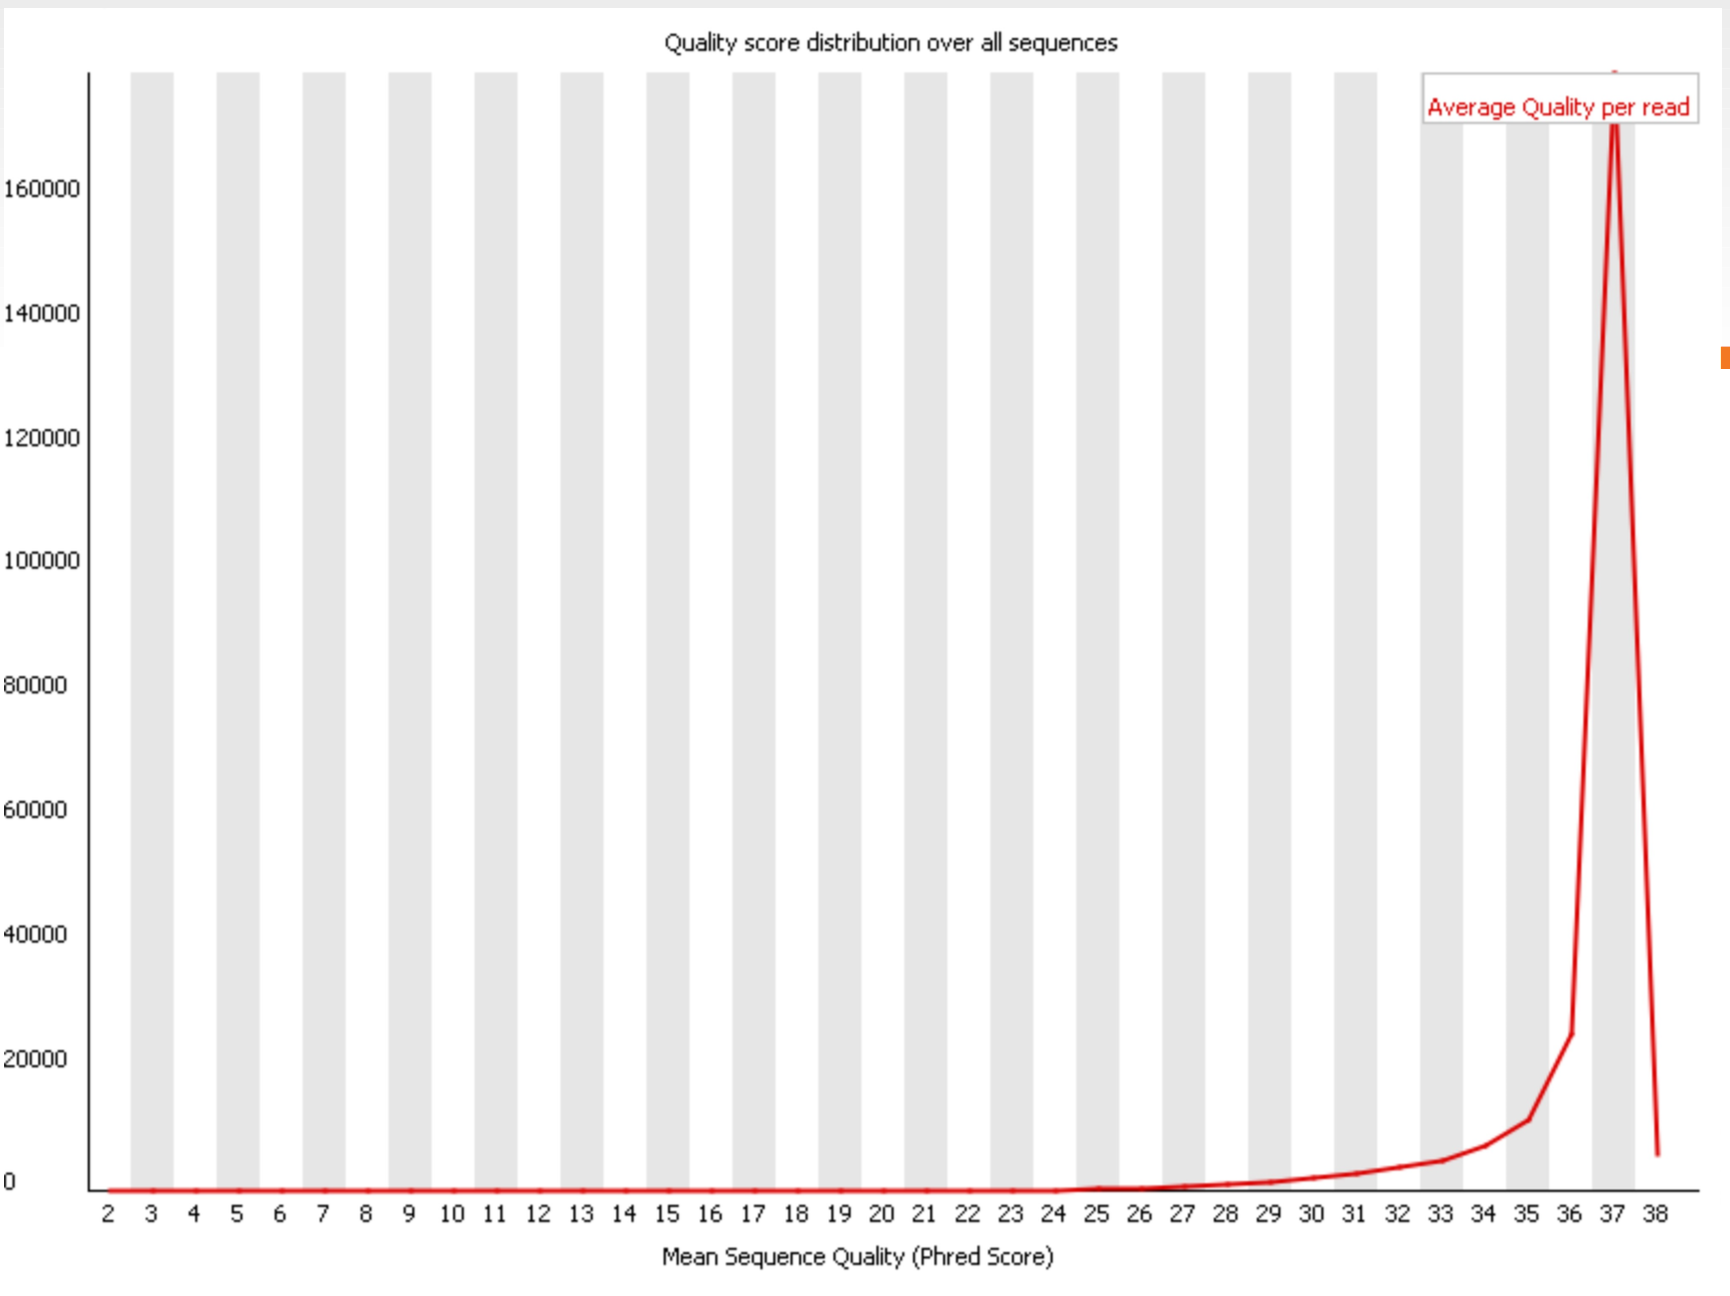 Quality score distribution over all sequences
Average Quality per read
160000
140000
120000
100000
80000
60000
40000
20000
0
2 3 4 5 6 7 8 9 10 11 12 13 14 15 16 17 18 19 20 21 22 23 24 25 26 27 28 29 30 31 32 33 34 35 36 37 38
Mean Sequence Quality (Phred Score)